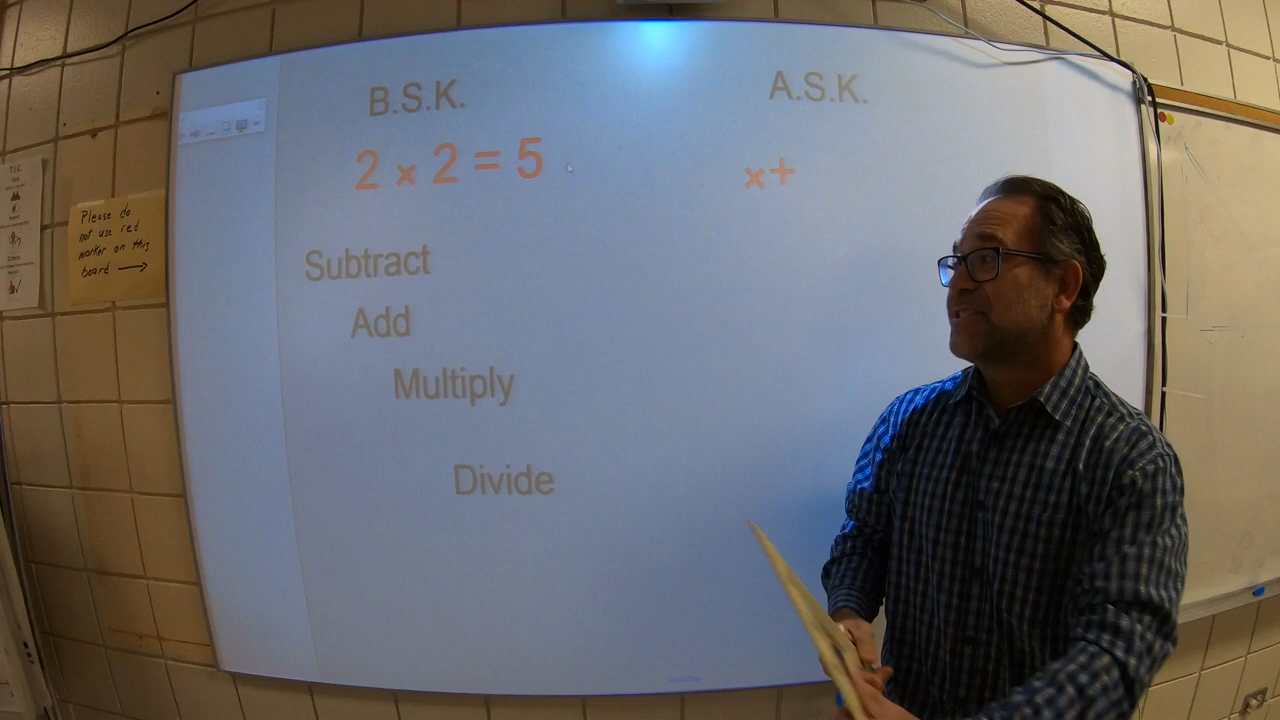 B.S.K.
A.S.K.
2 × 2 = 5
×+
Subtract
Add
Multiply
Divide
Please do
not use red
marker on this
board →